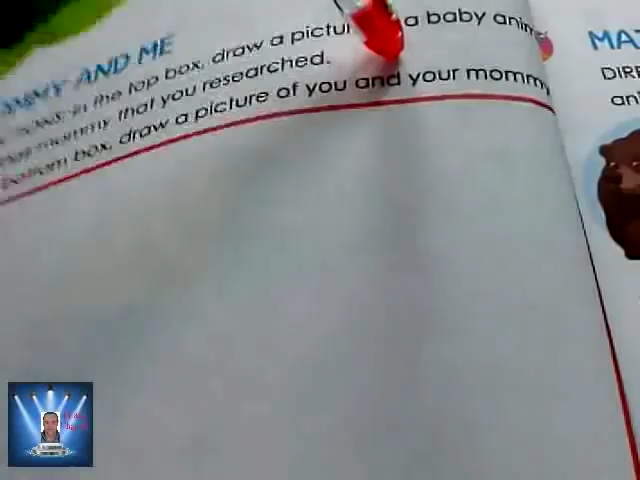 MMY AND ME
in the top box, draw a pictu a baby anim
mommy that you researched.
bottom box, draw a picture of you and your mommy
MAT
DIRE
an